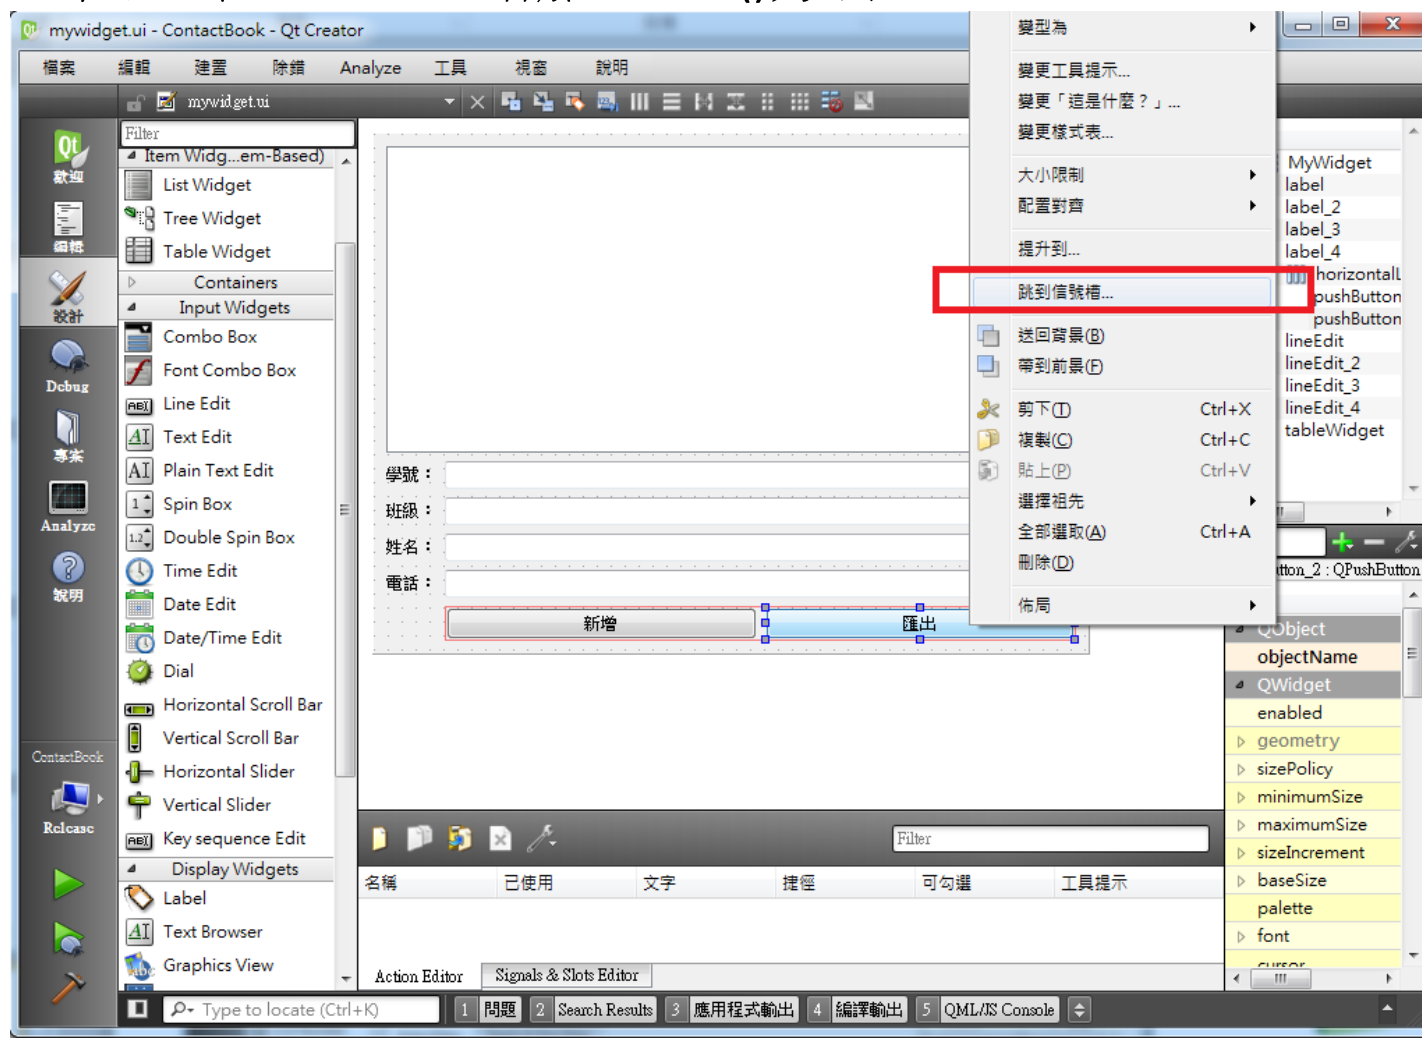 mywidget.ui - ContactBook - Qt Creator
檔案 編輯 建置 除錯 Analyze 工具 視窗 說明
mywidget.ui
歡迎
編輯
設計
Debug
專案
Analyze
說明
ContactBook
Release
Filter
Item Widg...em-Based)
List Widget
Tree Widget
Table Widget
Containers
Input Widgets
Combo Box
Font Combo Box
Line Edit
Text Edit
Plain Text Edit
Spin Box
Double Spin Box
Time Edit
Date Edit
Date/Time Edit
Dial
Horizontal Scroll Bar
Vertical Scroll Bar
Horizontal Slider
Vertical Slider
Key sequence Edit
Display Widgets
Label
Text Browser
Graphics View
學號：
班級：
姓名：
電話：
新增 匯出
變型為
變更工具提示...
變更「這是什麼？」...
變更樣式表...
大小限制
配置對齊
提升到...
跳到信號槽...
送回背景(B)
帶到前景(F)
剪下(T) Ctrl+X
複製(C) Ctrl+C
貼上(P) Ctrl+V
選擇祖先
全部選取(A) Ctrl+A
刪除(D)
佈局
MyWidget
label
label_2
label_3
label_4
horizontalL
pushButton
pushButton
lineEdit
lineEdit_2
lineEdit_3
lineEdit_4
tableWidget
tton_2 : QPushButton
QObject
objectName
QWidget
enabled
geometry
sizePolicy
minimumSize
maximumSize
sizeIncrement
baseSize
palette
font
cursor
Filter
名稱 已使用 文字 捷徑 可勾選 工具提示
Action Editor Signals & Slots Editor
Type to locate (Ctrl+K) 1 問題 2 Search Results 3 應用程式輸出 4 編譯輸出 5 QML/JS Console